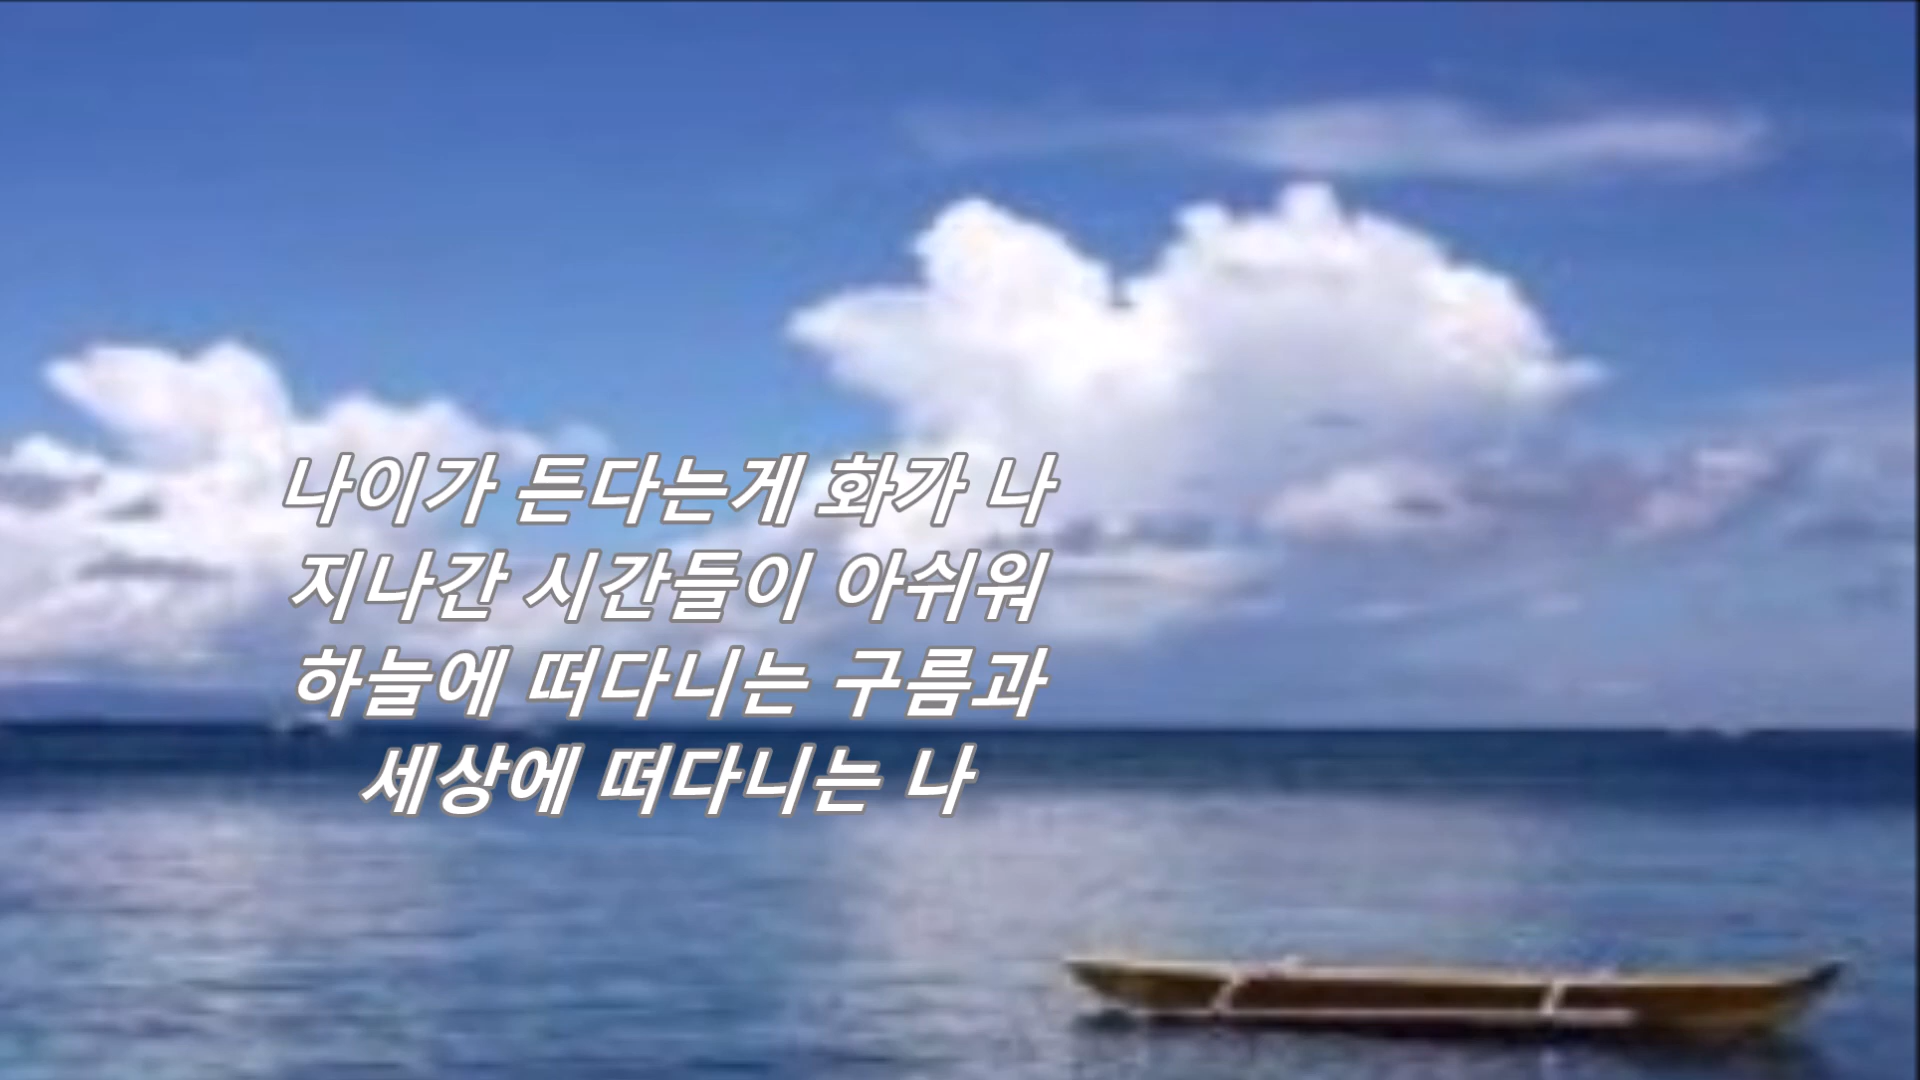 나이가 든다는게 화가 나
지나간 시간들이 아쉬워
하늘에 떠다니는 구름과
세상에 떠다니는 나